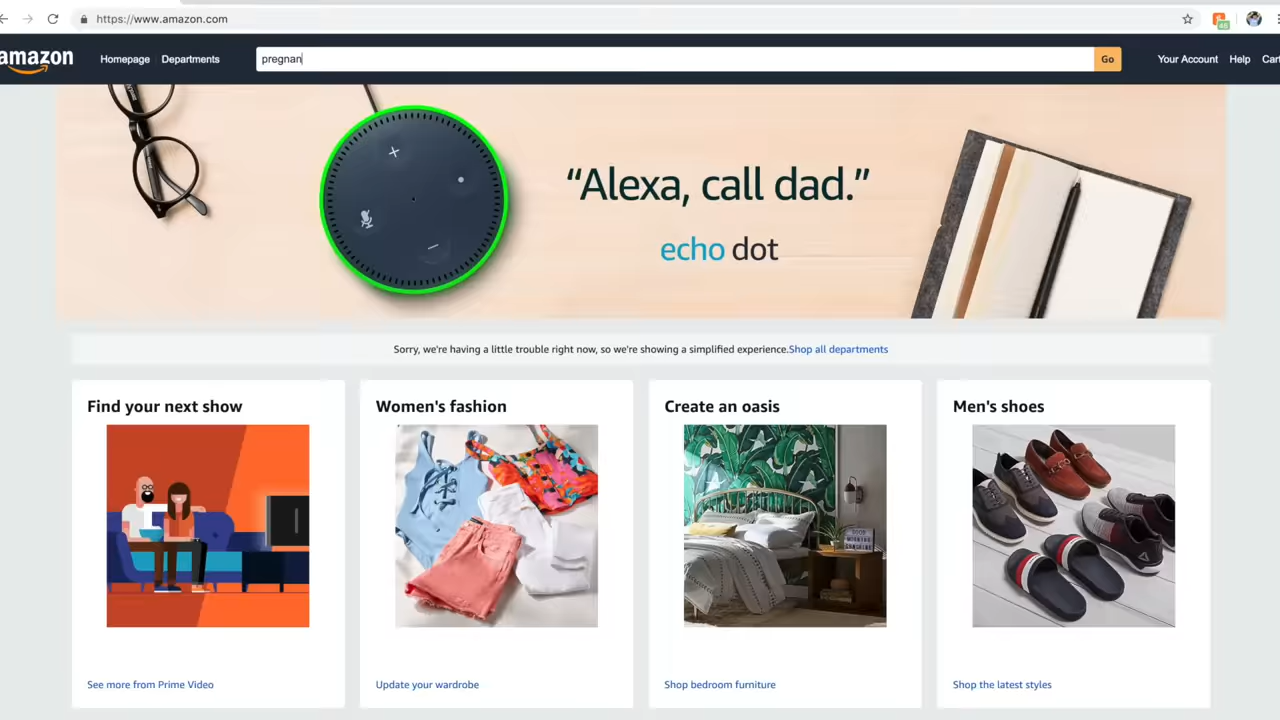 https://www.amazon.com
45
amazon Homepage Departments pregnan Go Your Account Help Cart
“Alexa, call dad.”
echo dot
Sorry, we're having a little trouble right now, so we're showing a simplified experience.Shop all departments
Find your next show Women's fashion Create an oasis Men's shoes
See more from Prime Video Update your wardrobe Shop bedroom furniture Shop the latest styles